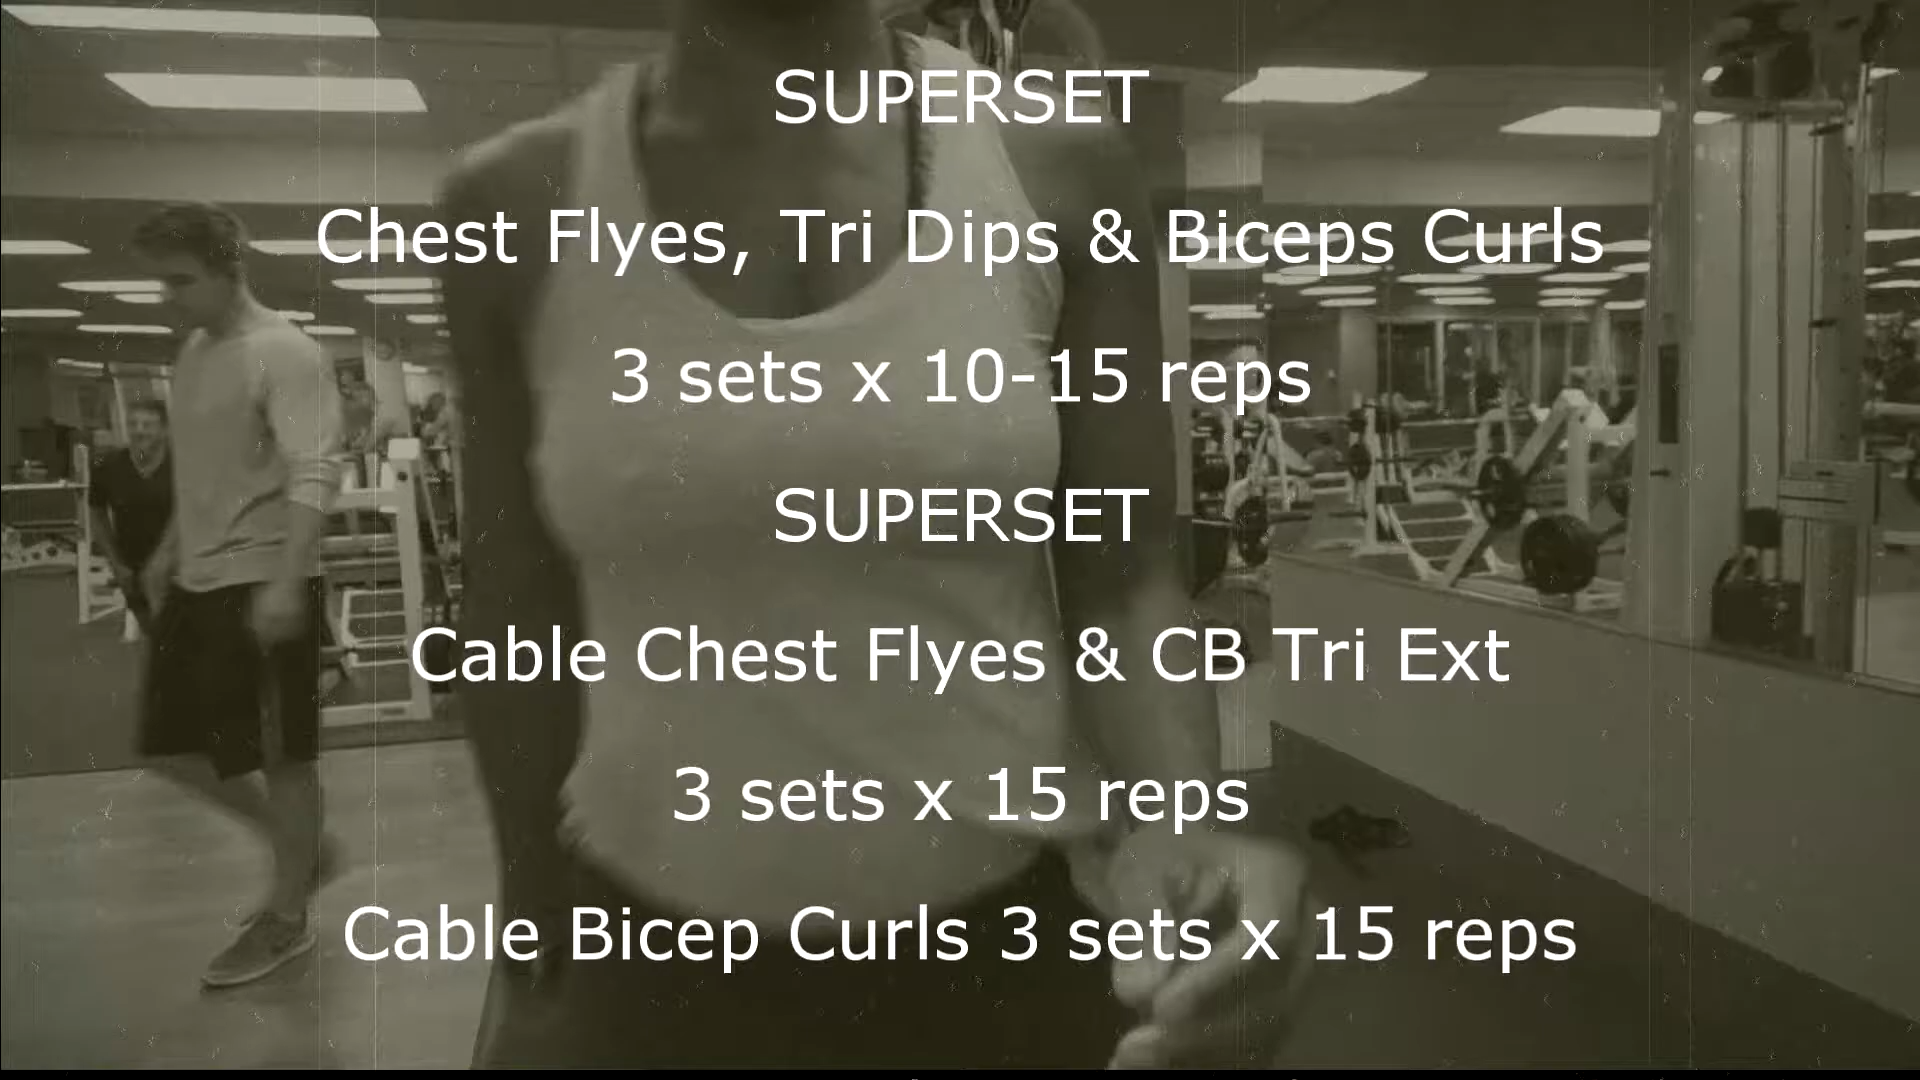 SUPERSET
Chest Flyes, Tri Dips & Biceps Curls
3 sets x 10-15 reps
SUPERSET
Cable Chest Flyes & CB Tri Ext
3 sets x 15 reps
Cable Bicep Curls 3 sets x 15 reps